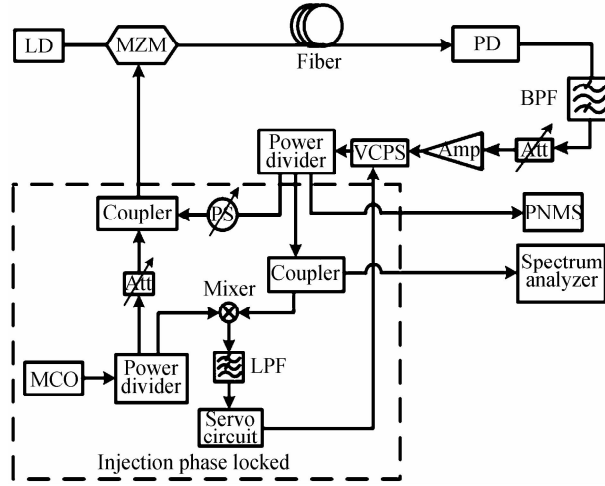 LD
MZM
Fiber
PD
BPF
Power
divider
VCPS
Amp
Att
Coupler
PS
PNMS
Att
Mixer
Coupler
Spectrum
analyzer
MCO
Power
divider
LPF
Servo
circuit
Injection phase locked